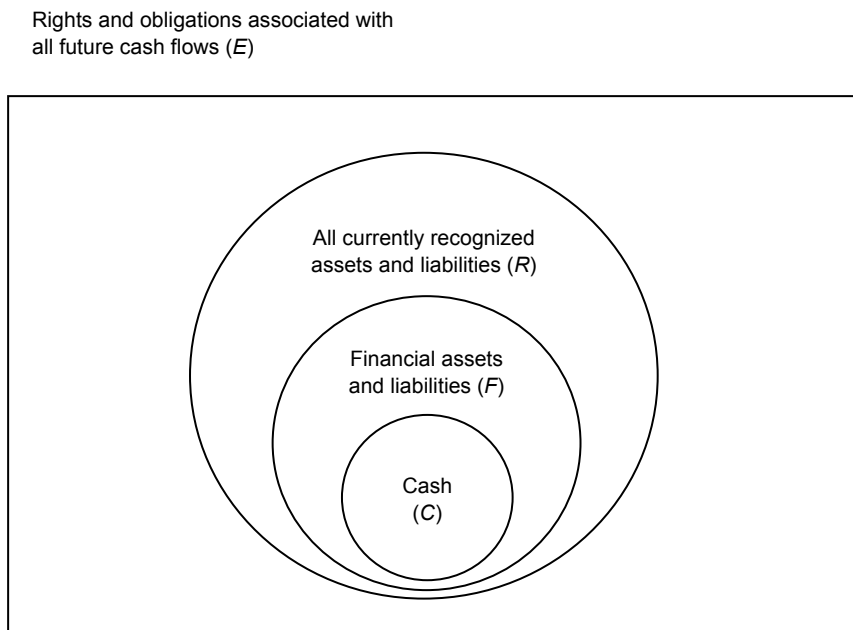 Rights and obligations associated with
all future cash flows (E)
All currently recognized
assets and liabilities (R)
Financial assets
and liabilities (F)
Cash
(C)